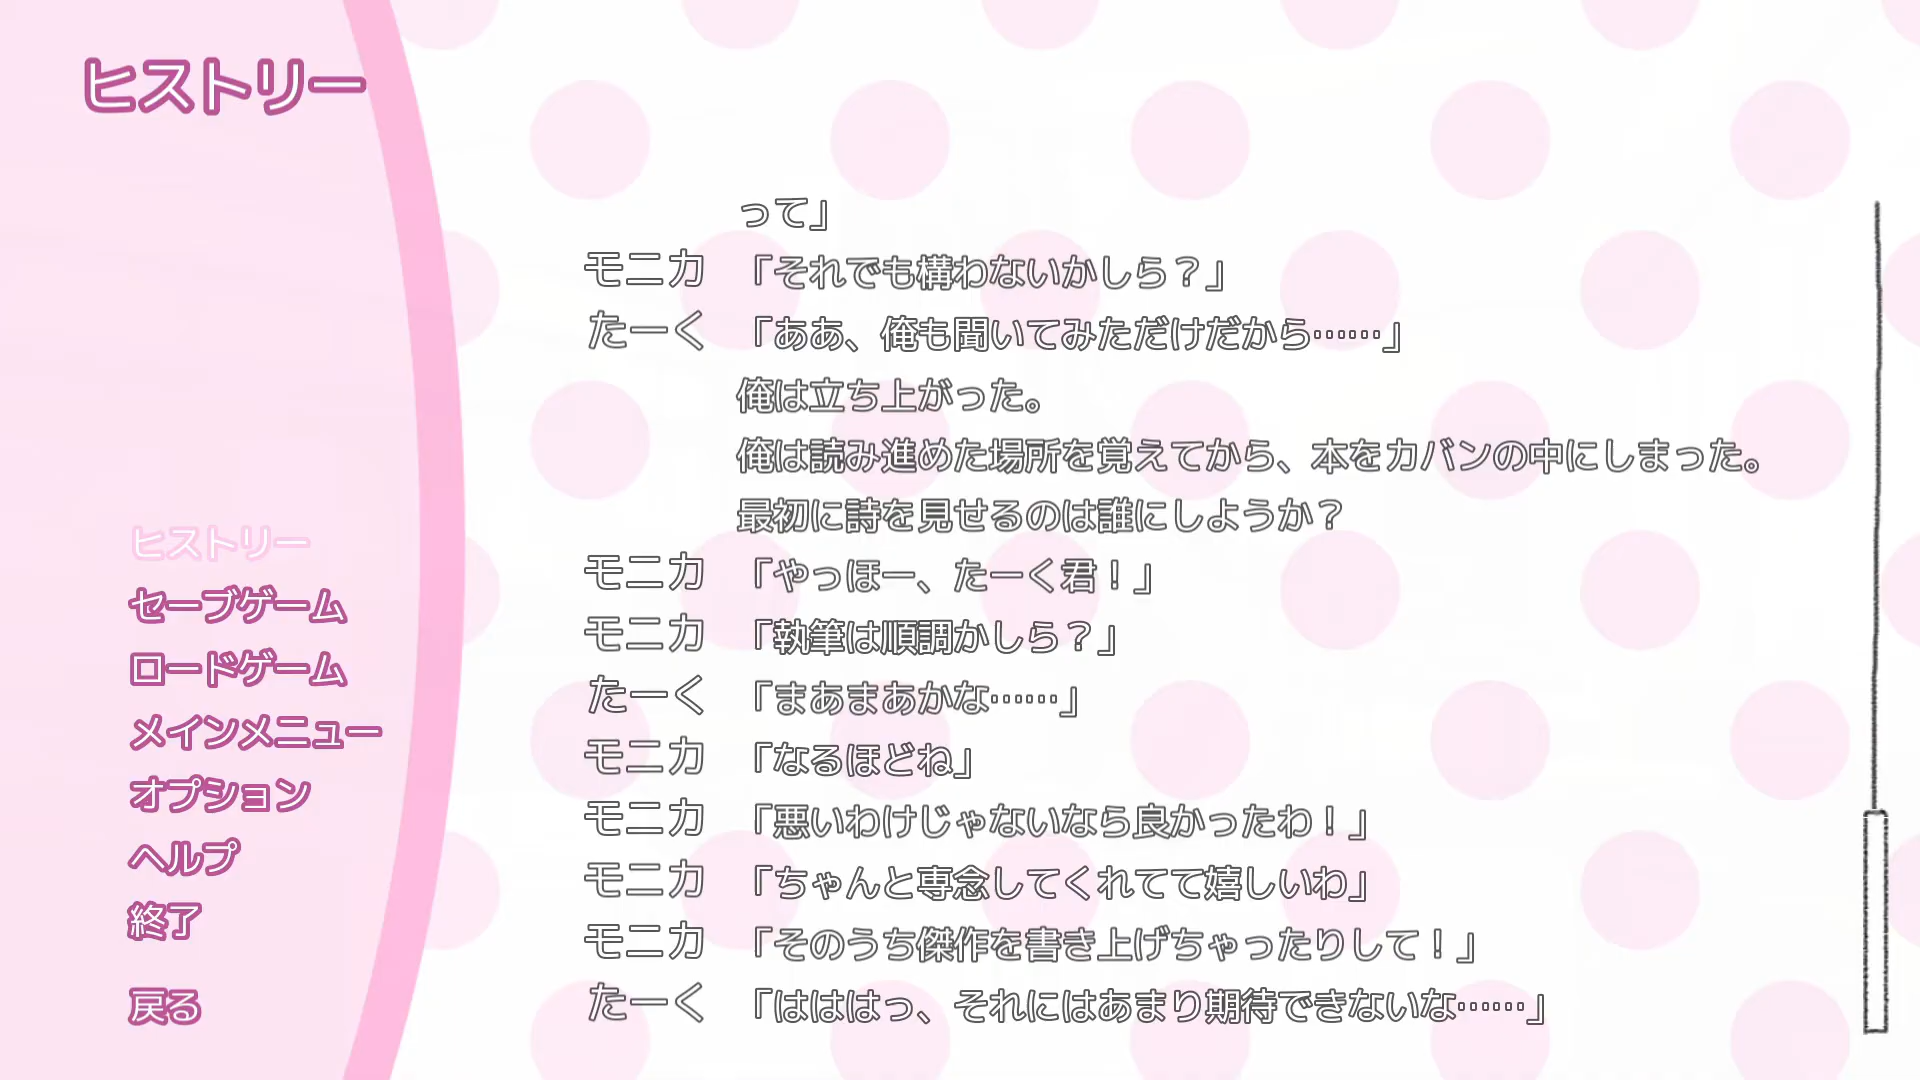 ヒストリー
って」
モニカ 「それでも構わないかしら？」
たーく 「ああ、俺も聞いてみただけだから……」
俺は立ち上がった。
俺は読み進めた場所を覚えてから、本をカバンの中にしまった。
最初に詩を見せるのは誰にしようか？
モニカ 「やっほー、たーく君！」
モニカ 「執筆は順調かしら？」
たーく 「まあまあかな……」
モニカ 「なるほどね」
モニカ 「悪いわけじゃないなら良かったわ！」
モニカ 「ちゃんと専念してくれてて嬉しいわ」
モニカ 「そのうち傑作を書き上げちゃったりして！」
たーく 「はははっ、それにはあまり期待できないな……」
ヒストリー
セーブゲーム
ロードゲーム
メインメニュー
オプション
ヘルプ
終了
戻る